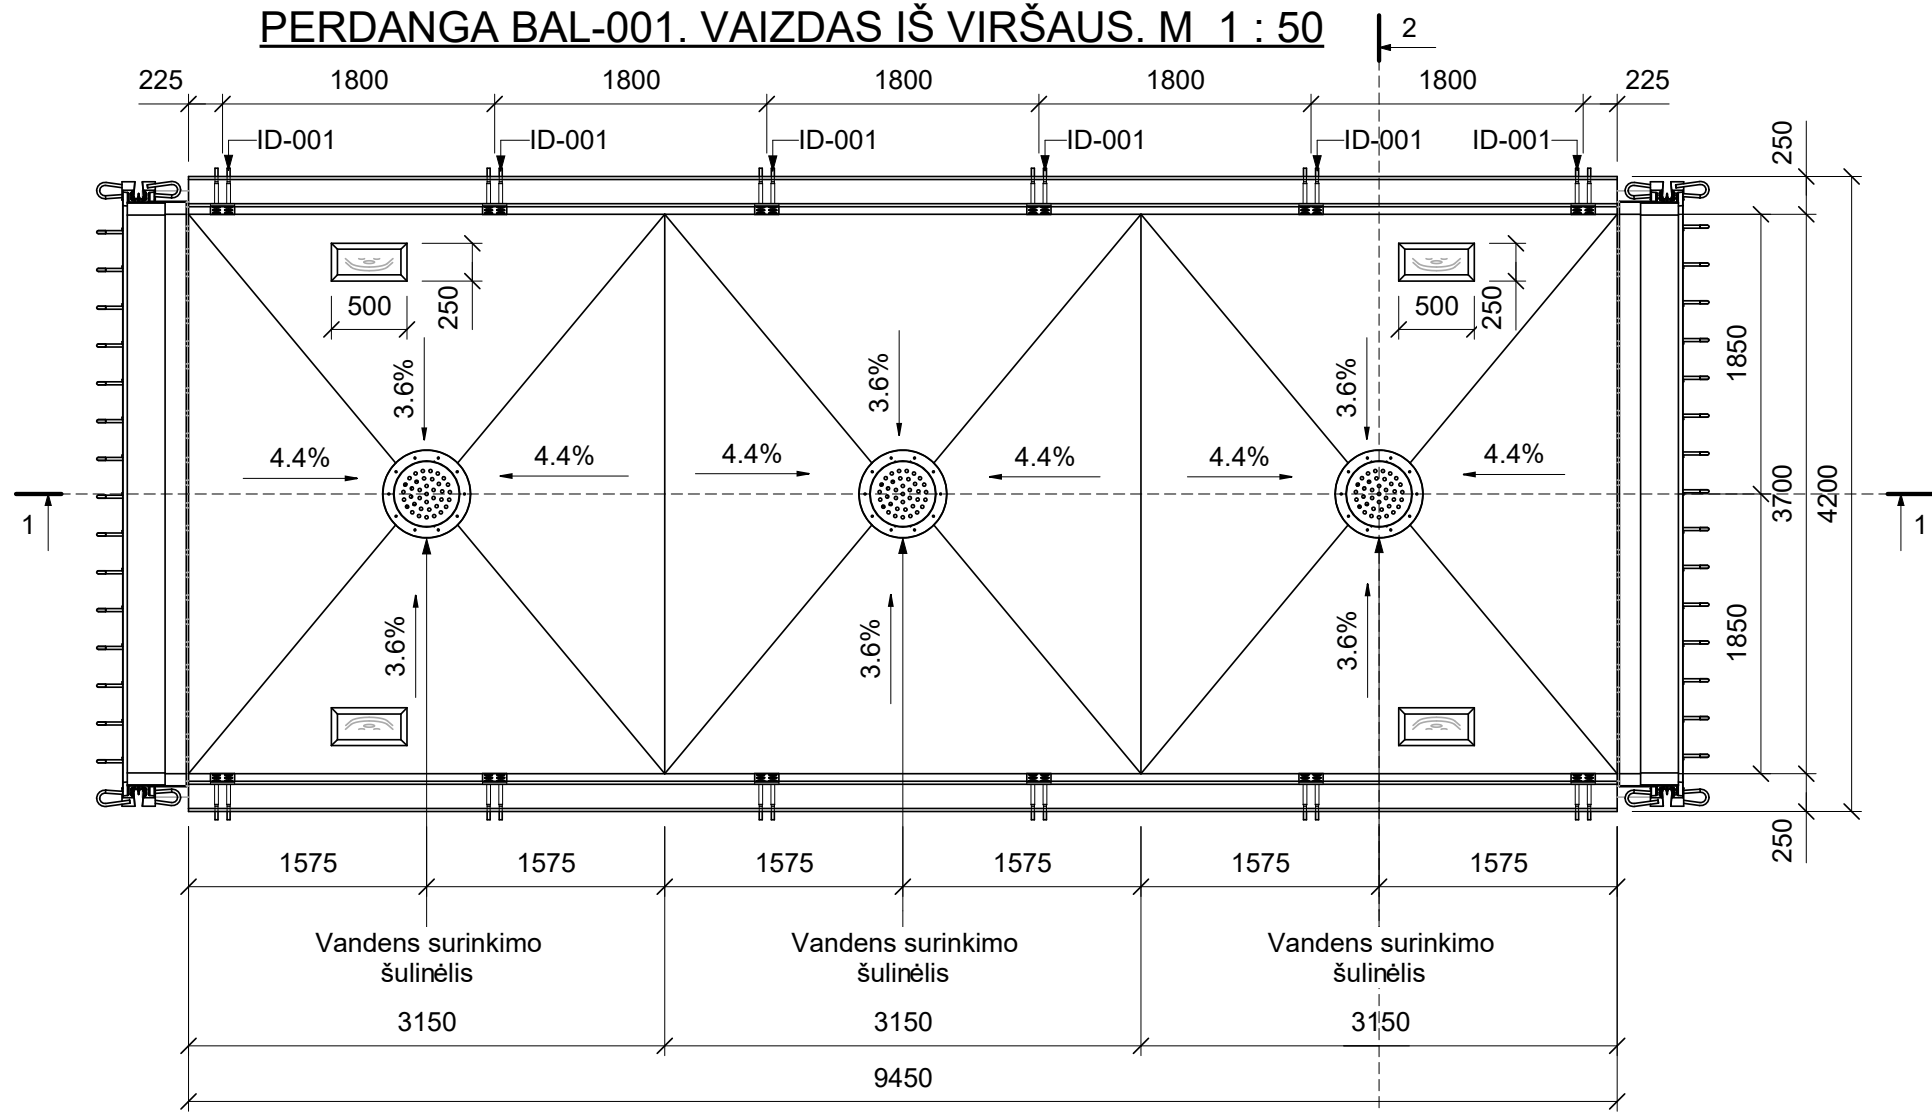 PERDANGA BAL-001. VAIZDAS IŠ VIRŠAUS. M 1 : 50
2
225 1800 1800 1800 1800 1800 225
ID-001 ID-001 ID-001 ID-001 ID-001 ID-001
250
500 250 500 250
1850
3.6% 3.6% 3.6%
4.4% 4.4% 4.4% 4.4% 4.4% 4.4%
3700 4200
1 1
3.6% 3.6% 3.6%
1850
250
1575 1575 1575 1575 1575 1575
Vandens surinkimo Vandens surinkimo Vandens surinkimo
šulinėlis šulinėlis šulinėlis
3150 3150 3150
9450